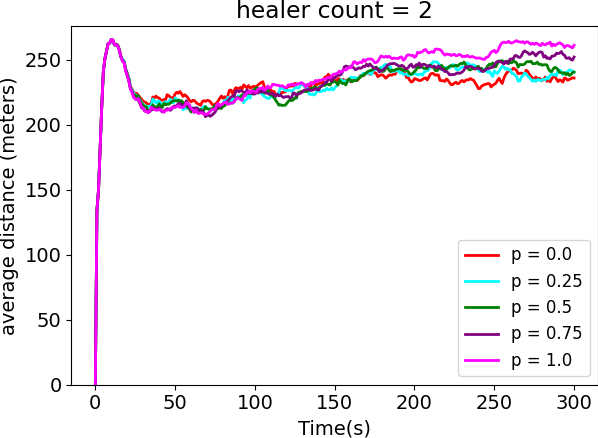 healer count = 2
average distance (meters)
250
200
150
100
50
0
p = 0.0
p = 0.25
p = 0.5
p = 0.75
p = 1.0
0 50 100 150 200 250 300
Time(s)